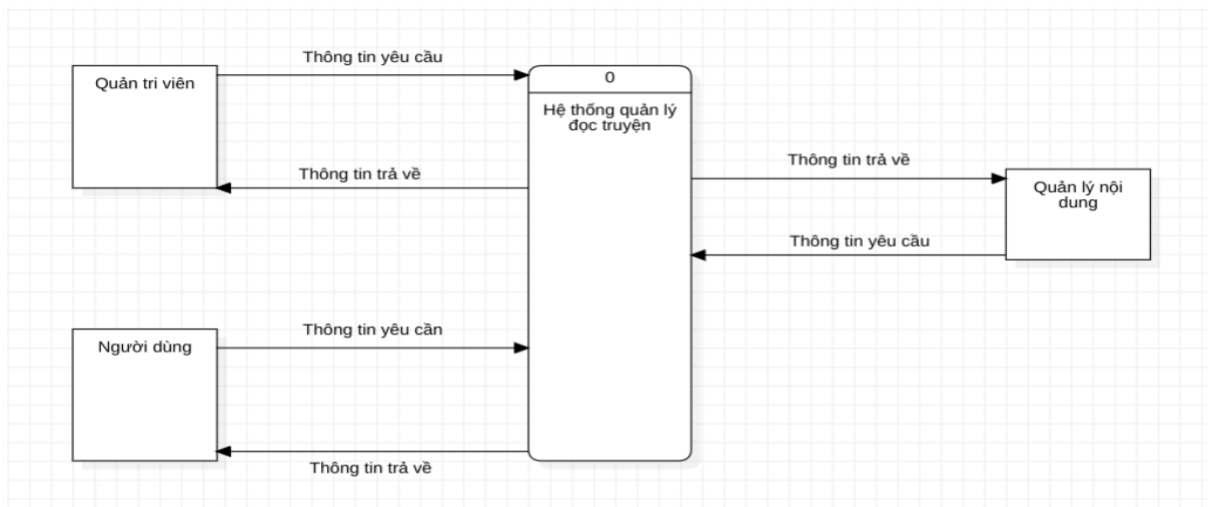 Thông tin yêu cầu
Quản tri viên
0
Hệ thống quản lý
đọc truyện
Thông tin trả về
Thông tin trả về
Quản lý nội
dung
Thông tin yêu cầu
Thông tin yêu cần
Người dùng
Thông tin trả về